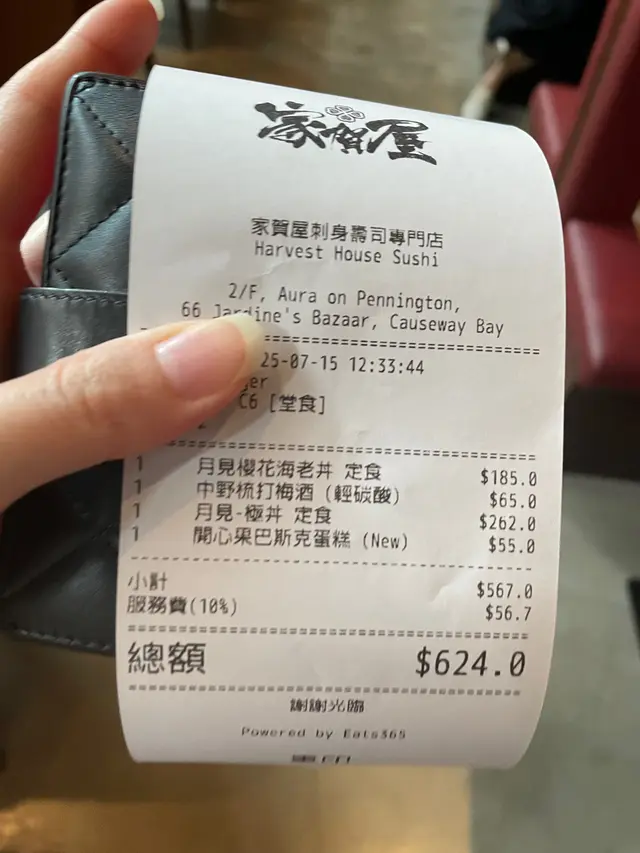 家賀屋
家賀屋刺身壽司專門店
Harvest House Sushi
2/F, Aura on Pennington,
66 Jardine's Bazaar, Causeway Bay
25-07-15 12:33:44
C6 [堂食]
1 月見櫻花海老丼 定食 $185.0
1 中野梳打梅酒 (輕碳酸) $65.0
1 月見-極丼 定食 $262.0
1 開心果巴斯克蛋糕 (New) $55.0
小計 $567.0
服務費(10%) $56.7
總額 $624.0
謝謝光臨
Powered by Eats365